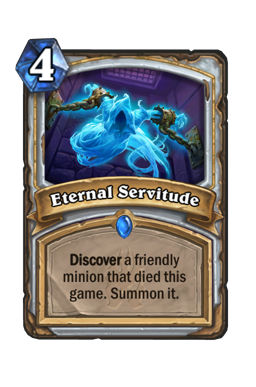 4
Eternal Servitude
Discover a friendly
minion that died this
game. Summon it.